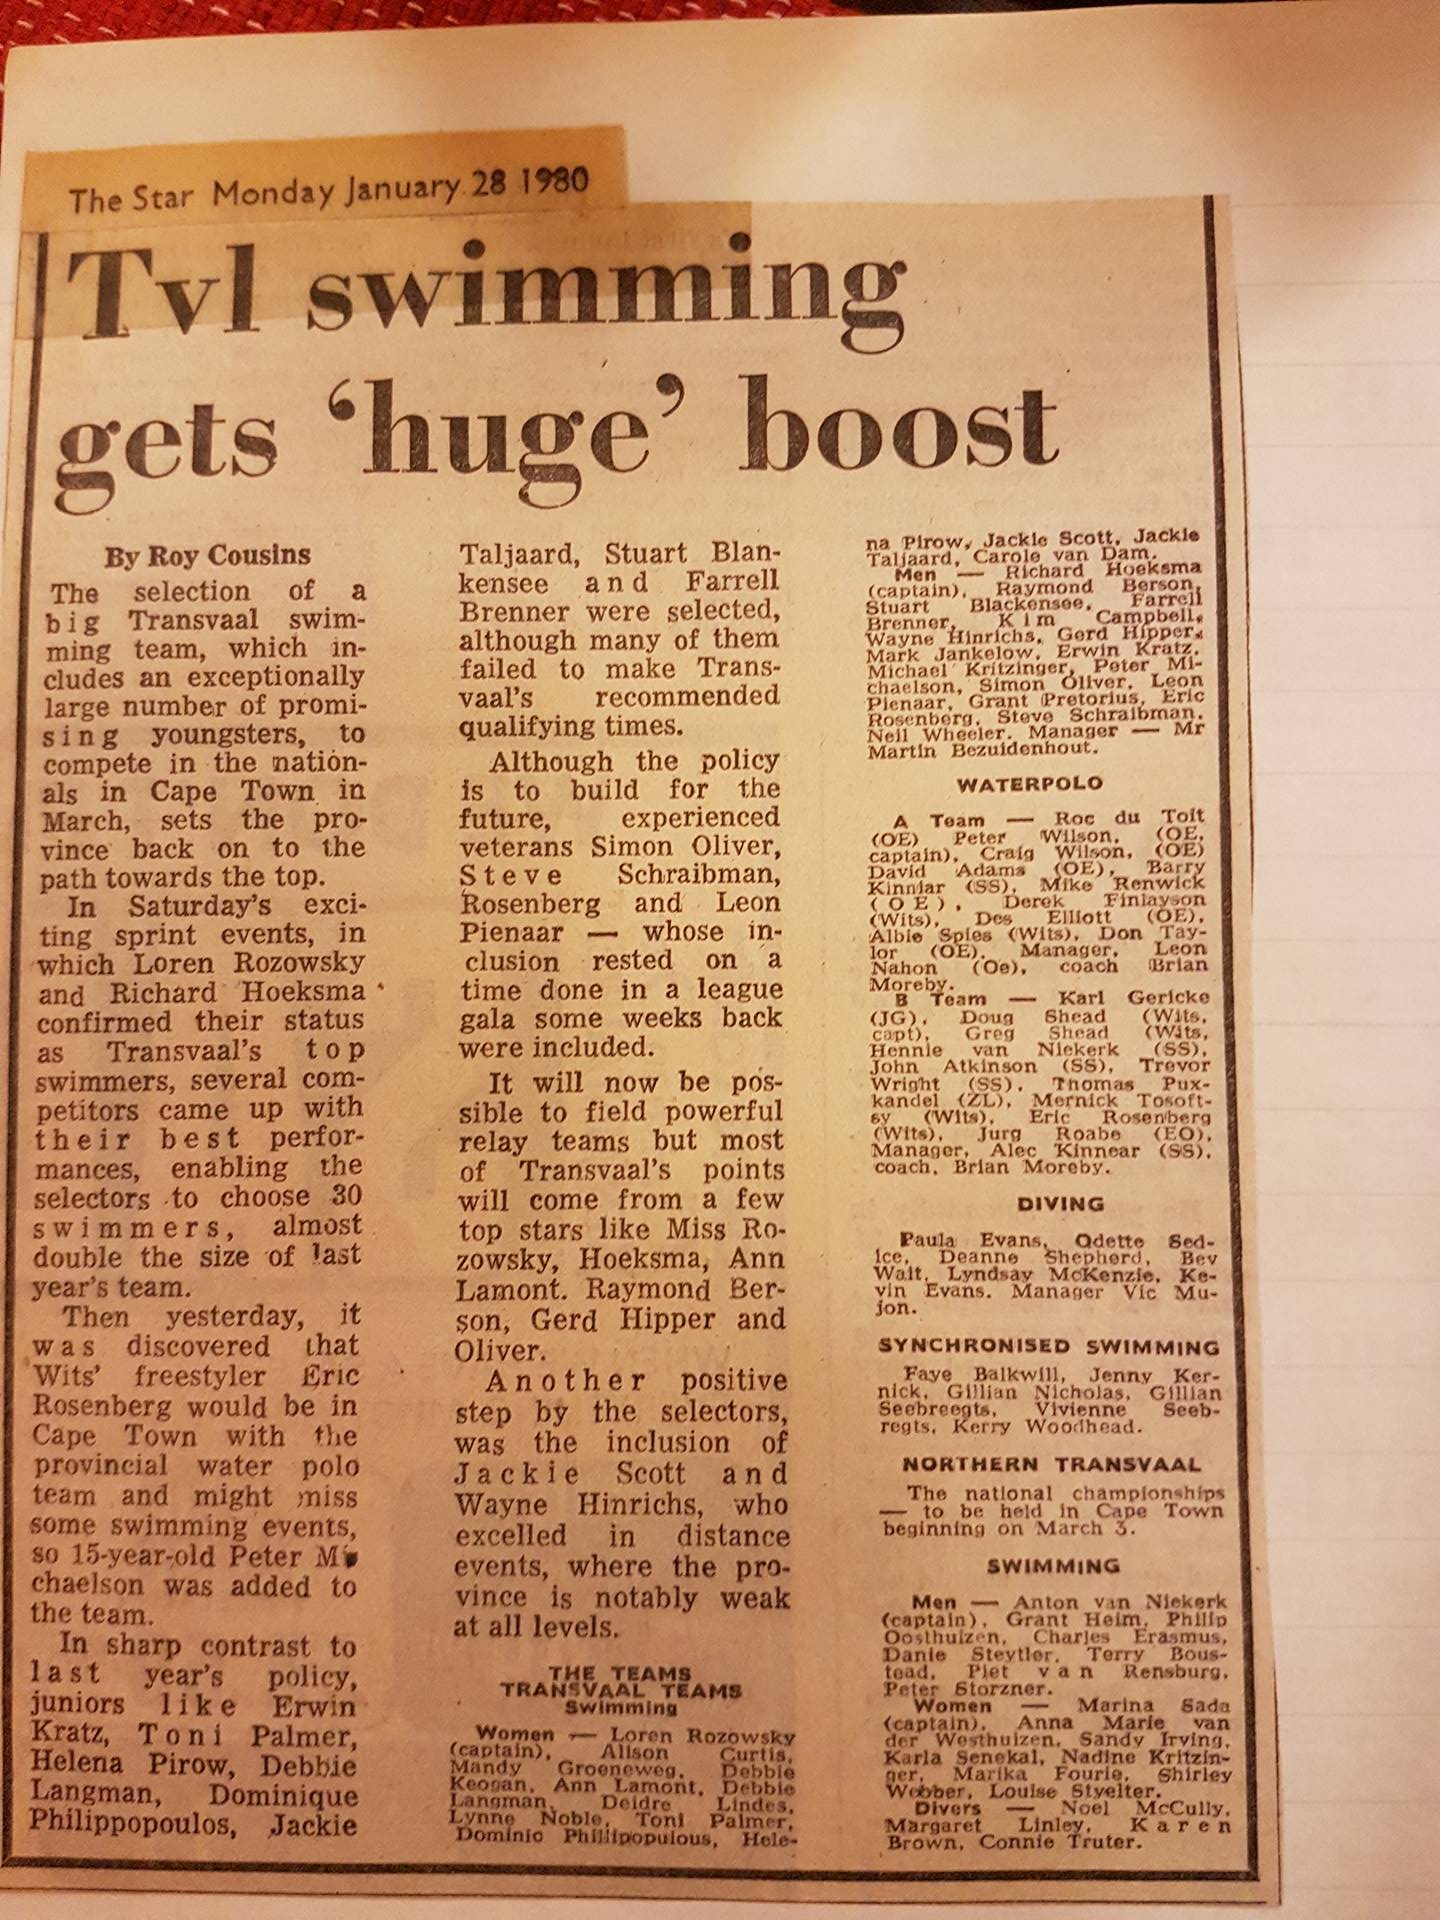 The Star Monday January 28 1980
Tvl swimming
gets ‘huge’ boost
By Roy Cousins
The selection of a
big Transvaal swim-
ming team, which in-
cludes an exceptionally
large number of promi-
sing youngsters, to
compete in the nation-
als in Cape Town in
March, sets the pro-
vince back on to the
path towards the top.
In Saturday's exci-
ting sprint events, in
which Loren Rozowsky
and Richard Hoeksma
confirmed their status
as Transvaal's top
swimmers, several com-
petitors came up with
their best perfor-
mances, enabling the
selectors to choose 30
swimmers, almost
double the size of last
year's team.
Then yesterday, it
was discovered that
Wits' freestyler Eric
Rosenberg would be in
Cape Town with the
provincial water polo
team and might miss
some swimming events,
so 15-year-old Peter Mi
chaelson was added to
the team.
In sharp contrast to
last year's policy,
juniors like Erwin
Kratz, Toni Palmer,
Helena Pirow, Debbie
Langman, Dominique
Philippopoulos, Jackie
Taljaard, Stuart Blan-
kensee and Farrell
Brenner were selected,
although many of them
failed to make Trans-
vaal's recommended
qualifying times.
Although the policy
is to build for the
future, experienced
veterans Simon Oliver,
Steve Schraibman,
Rosenberg and Leon
Pienaar — whose in-
clusion rested on a
time done in a league
gala some weeks back
were included.
It will now be pos-
sible to field powerful
relay teams but most
of Transvaal's points
will come from a few
top stars like Miss Ro-
zowsky, Hoeksma, Ann
Lamont. Raymond Ber-
son, Gerd Hipper and
Oliver.
Another positive
step by the selectors,
was the inclusion of
Jackie Scott and
Wayne Hinrichs, who
excelled in distance
events, where the pro-
vince is notably weak
at all levels.
THE TEAMS
TRANSVAAL TEAMS
Swimming
Women — Loren Rozowsky
(captain), Alison Curtis,
Mandy Groeneweg, Debbie
Keogan, Ann Lamont, Debbie
Langman, Deidre Lindes,
Lynne Noble, Toni Palmer,
Dominic Phillipopulous, Hele-
na Pirow, Jackie Scott, Jackie
Taljaard, Carole van Dam.
Men — Richard Hoeksma
(captain), Raymond Berson,
Stuart Blackensee, Farrell
Brenner, Kim Campbell,
Wayne Hinrichs, Gerd Hipper,
Mark Jankelow, Erwin Kratz,
Michael Kritzinger, Peter Mi-
chaelson, Simon Oliver, Leon
Pienaar, Grant Pretorius, Eric
Rosenberg, Steve Schraibman,
Neil Wheeler. Manager — Mr
Martin Bezuidenhout.
WATERPOLO
A Team — Roc du Toit
(OE) Peter Wilson, (OE,
captain), Craig Wilson, (OE)
David Adams (OE), Barry
Kinniar (SS), Mike Renwick
(OE), Derek Finlayson
(Wits), Des Elliott (OE),
Albie Spies (Wits), Don Tay-
lor (OE). Manager, Leon
Nahon (Oe), coach Brian
Moreby.
B Team — Karl Gericke
(JG), Doug Shead (Wits,
capt), Greg Shead (Wits,
Hennie van Niekerk (SS),
John Atkinson (SS), Trevor
Wright (SS), Thomas Pux-
kandel (ZL), Mernick Tosoft-
sy (Wits), Eric Rosenberg
(Wits), Jurg Roabe (EO),
Manager, Alec Kinnear (SS),
coach, Brian Moreby.
DIVING
Paula Evans, Odette Sed-
ice, Deanne Shepherd, Bev
Wait, Lyndsay McKenzie, Ke-
vin Evans. Manager Vic Mu-
jon.
SYNCHRONISED SWIMMING
Faye Balkwill, Jenny Ker-
nick, Gillian Nicholas, Gillian
Seebreegts, Vivienne Seeb-
regts, Kerry Woodhead.
NORTHERN TRANSVAAL
The national championships
— to be held in Cape Town
beginning on March 3.
SWIMMING
Men — Anton van Niekerk
(captain), Grant Heim, Philip
Oosthuizen, Charles Erasmus,
Danie Steytler, Terry Bous-
tead, Piet van Rensburg,
Peter Storzner.
Women — Marina Sada
(captain), Anna Marie van
der Westhuizen, Sandy Irving,
Karla Senekal, Nadine Kritzin-
ger, Marika Fourie, Shirley
Webber, Louise Styelter.
Divers — Noel McCully,
Margaret Linley, Karen
Brown, Connie Truter.